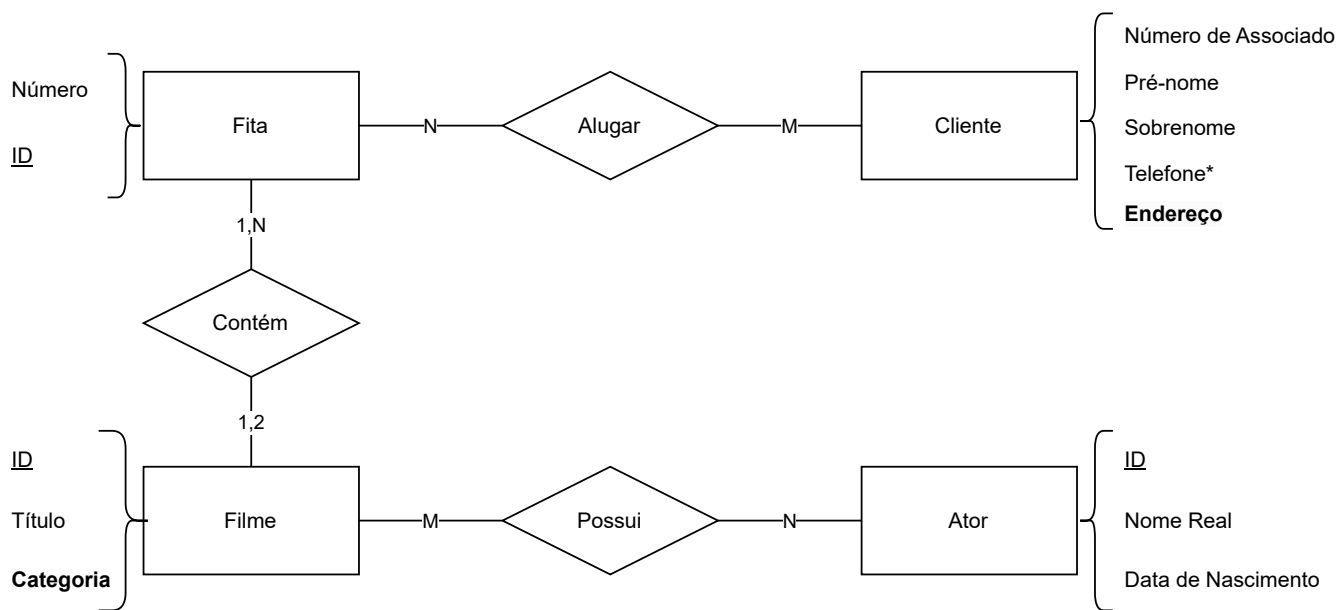 Número
ID
Fita
N
Alugar
M
Cliente
Número de Associado
Pré-nome
Sobrenome
Telefone*
Endereço
1,N
Contém
1,2
ID
Título
Categoria
Filme
M
Possui
N
Ator
ID
Nome Real
Data de Nascimento